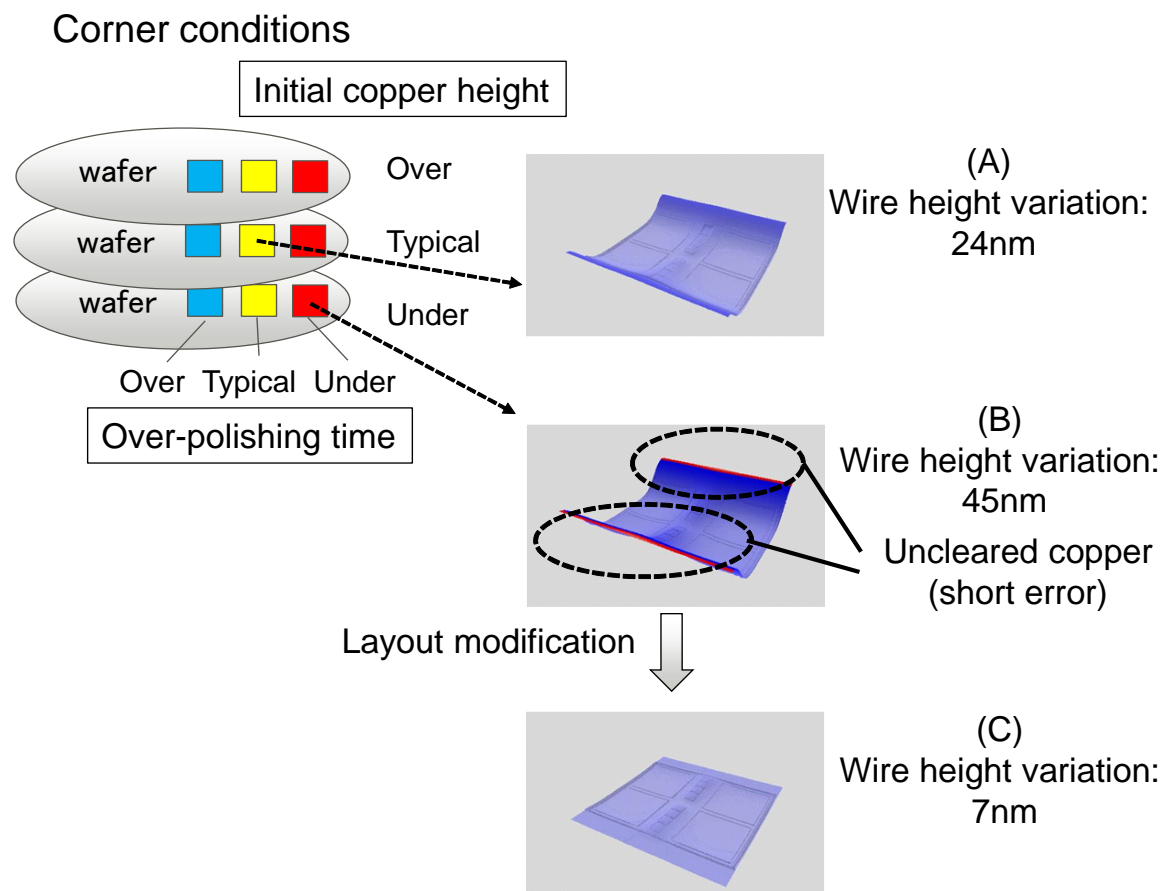 Corner conditions
Initial copper height
wafer
Over
wafer
Typical
wafer
Under
Over Typical Under
Over-polishing time
(A)
Wire height variation:
24nm
(B)
Wire height variation:
45nm
Uncleared copper
(short error)
Layout modification
(C)
Wire height variation:
7nm